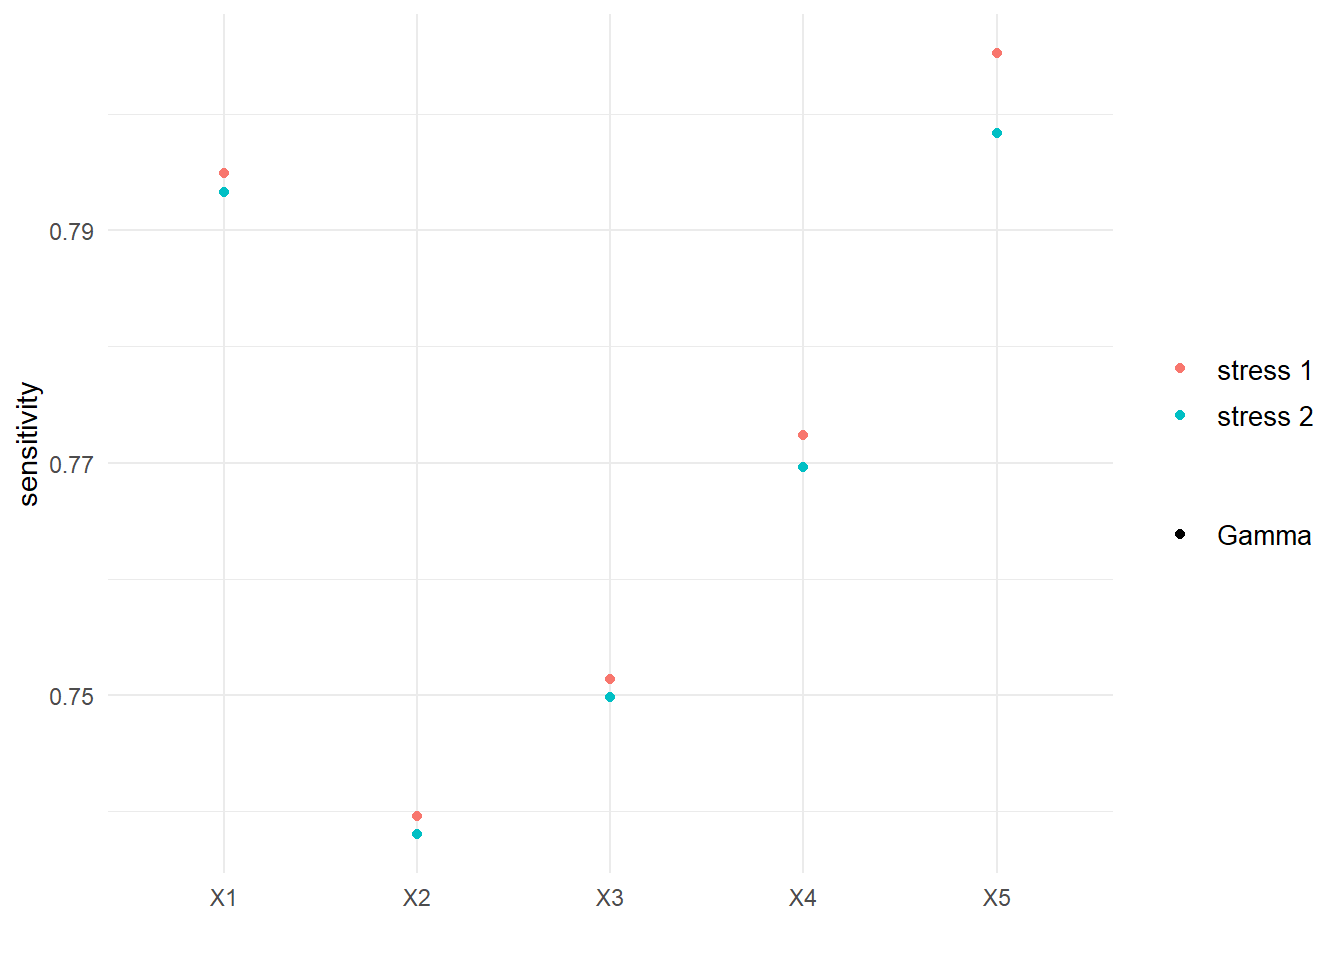 sensitivity
0.79
0.77
0.75
X1 X2 X3 X4 X5
stress 1
stress 2
Gamma